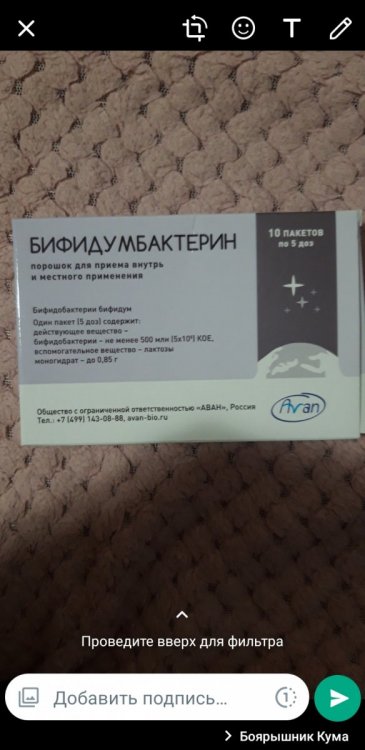 T
БИФИДУМБАКТЕРИН
порошок для приема внутрь
и местного применения
10 ПАКЕТОВ
по 5 доз
Бифидобактерии бифидум
Один пакет (5 доз) содержит:
действующее вещество –
бифидобактерии – не менее 500 млн (5х10⁸) КОЕ,
вспомогательное вещество – лактозы
моногидрат – до 0,85 г
Общество с ограниченной ответственностью «АВАН», Россия
Тел.: +7 (499) 143-08-88, avan-bio.ru
Avan
Проведите вверх для фильтра
Добавить подпись...
1
Боярышник Кума